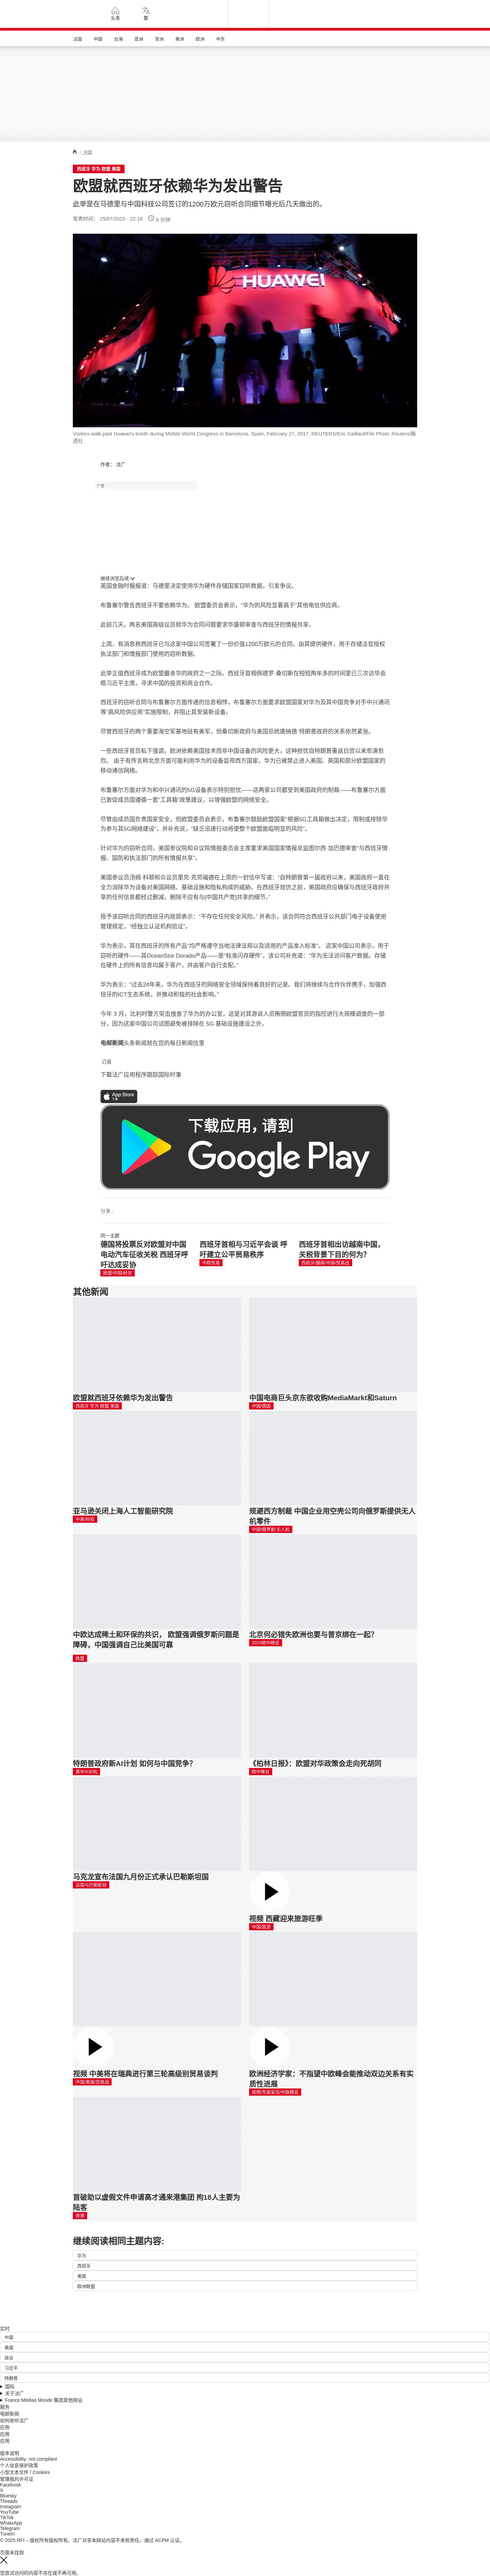 头条
繁
法国
中国
台海
亚洲
非洲
美洲
欧洲
中东
/ 法国
西班牙 华为 欧盟 美国
欧盟就西班牙依赖华为发出警告
此举是在马德里与中国科技公司签订的1200万欧元窃听合同细节曝光后几天做出的。
发表时间： 25/07/2025 - 22:16
6 分钟
HUAWEI
Visitors walk past Huawei's booth during Mobile World Congress in Barcelona, Spain, February 27, 2017. REUTERS/Eric Gaillard/File Photo Reuters/路透社
作者： 法广
广告
继续浏览后续
英国金融时报报道：马德里决定使用华为硬件存储国家窃听数据，引发争议。
布鲁塞尔警告西班牙不要依赖华为。 欧盟委员会表示，“华为的风险显著高于”其他电信供应商。
此前几天，两名美国高级议员就华为合同问题要求华盛顿审查与西班牙的情报共享。
上周，有消息称西班牙已与这家中国公司签署了一份价值1200万欧元的合同，由其提供硬件，用于存储法官授权执法部门和情报部门使用的窃听数据。
此举正值西班牙成为欧盟最亲华的政府之一之际。西班牙首相佩德罗·桑切斯在短短两年多的时间里已三次访华会晤习近平主席，寻求中国的投资和商业合作。
西班牙的窃听合同与布鲁塞尔方面传递的信息相悖，布鲁塞尔方面要求欧盟国家对华为及其中国竞争对手中兴通讯等“高风险供应商”实施限制，并阻止其安装新设备。
尽管西班牙的两个重要海空军基地驻有美军，但桑切斯政府与美国总统唐纳德·特朗普政府的关系依然紧张。
一些西班牙官员私下强调，欧洲依赖美国技术而非中国设备的风险更大，这种担忧自特朗普重返白宫以来愈演愈烈。 由于有传言称北京方面可能利用华为的设备监视西方国家，华为已被禁止进入美国、英国和部分欧盟国家的移动通信网络。
布鲁塞尔方面对华为和中兴通讯的5G设备表示特别担忧——这两家公司都受到美国政府的制裁——布鲁塞尔方面已敦促成员国遵循一套“工具箱”政策建议，以增强欧盟的网络安全。
尽管由成员国负责国家安全，但欧盟委员会表示，布鲁塞尔鼓励欧盟国家“根据5G工具箱做出决定，限制或排除华为参与其5G网络建设”，并补充说，“缺乏迅速行动将使整个欧盟面临明显的风险”。
针对华为的窃听合同，美国参议院和众议院情报委员会主席要求美国国家情报总监图尔西·加巴德审查“与西班牙情报、国防和执法部门的所有情报共享”。
美国参议员汤姆·科顿和众议员里克·克劳福德在上周的一封信中写道：“自特朗普第一届政府以来，美国政府一直在全力清除华为设备对美国网络、基础设施和隐私构成的威胁。在西班牙效仿之前，美国政府应确保与西班牙政府共享的任何信息都经过删减，删除不应有与(中国共产党)共享的细节。”
授予该窃听合同的西班牙内政部表示：“不存在任何安全风险。” 并表示，该合同符合西班牙公共部门电子设备使用管理规定。“经独立认证机构验证”。
华为表示，其在西班牙的所有产品“均严格遵守当地法律法规以及适用的产品准入标准”。 这家中国公司表示，用于窃听的硬件——其OceanStor Dorado产品——是“标准闪存硬件”。该公司补充道：“华为无法访问客户数据。存储在硬件上的所有信息均属于客户，并由客户自行支配。”
华为表示：“过去24年来，华为在西班牙的网络安全领域保持着良好的记录。我们将继续与合作伙伴携手，加强西班牙的ICT生态系统，并推动积极的社会影响。”
今年 3 月，比利时警方突击搜查了华为的办公室，这是对其游说人员贿赂欧盟官员的指控进行大规模调查的一部分，因为这家中国公司试图避免被排除在 5G 基础设施建设之外。
电邮新闻头条新闻就在您的每日新闻信里
订阅
下载法广应用程序跟踪国际时事
App Store
下载应用，请到
Google Play
分享 :
同一主题
德国将投票反对欧盟对中国电动汽车征收关税 西班牙呼吁达成妥协
欧盟/中国/经贸
西班牙首相与习近平会谈 呼吁建立公平贸易秩序
中欧贸易
西班牙首相出访越南中国，关税背景下目的何为？
西班牙/越南/中国/贸易战
其他新闻
欧盟就西班牙依赖华为发出警告
西班牙 华为 欧盟 美国
中国电商巨头京东欲收购MediaMarkt和Saturn
中国/德国
亚马逊关闭上海人工智能研究院
中美/科技
规避西方制裁 中国企业用空壳公司向俄罗斯提供无人机零件
中国/俄罗斯/无人机
中欧达成稀土和环保的共识， 欧盟强调俄罗斯问题是障碍，中国强调自己比美国可靠
欧盟
北京何必错失欧洲也要与普京绑在一起？
2025欧中峰会
特朗普政府新AI计划 如何与中国竞争？
美中AI对抗
《柏林日报》：欧盟对华政策会走向死胡同
欧中峰会
马克龙宣布法国九月份正式承认巴勒斯坦国
法国与巴勒斯坦
视频 西藏迎来旅游旺季
中国/旅游
视频 中美将在瑞典进行第三轮高级别贸易谈判
中国/美国/贸易战
欧洲经济学家：不指望中欧峰会能推动双边关系有实质性进展
视频/专家采访/中欧峰会
首破助以虚假文件申请高才通来港集团 拘18人主要为陆客
香港
继续阅读相同主题内容:
华为
西班牙
美国
欧洲联盟
实时
中国
美国
政治
习近平
特朗普
国际
关于法广
France Médias Monde 集团其他网站
服务
电邮新闻
如何收听法广
应用
应用
应用
版本说明
Accessibility: not compliant
个人信息保护政策
小型文本文件 / Cookies
管理我的许可证
Facebook
X
Bluesky
Threads
Instagram
YouTube
TikTok
WhatsApp
Telegram
TuneIn
© 2025 RFI – 版权所有版权所有。法广对非本网站内容不承担责任。通过 ACPM 认证。
页面未找到
您尝试访问的内容不存在或不再可用。